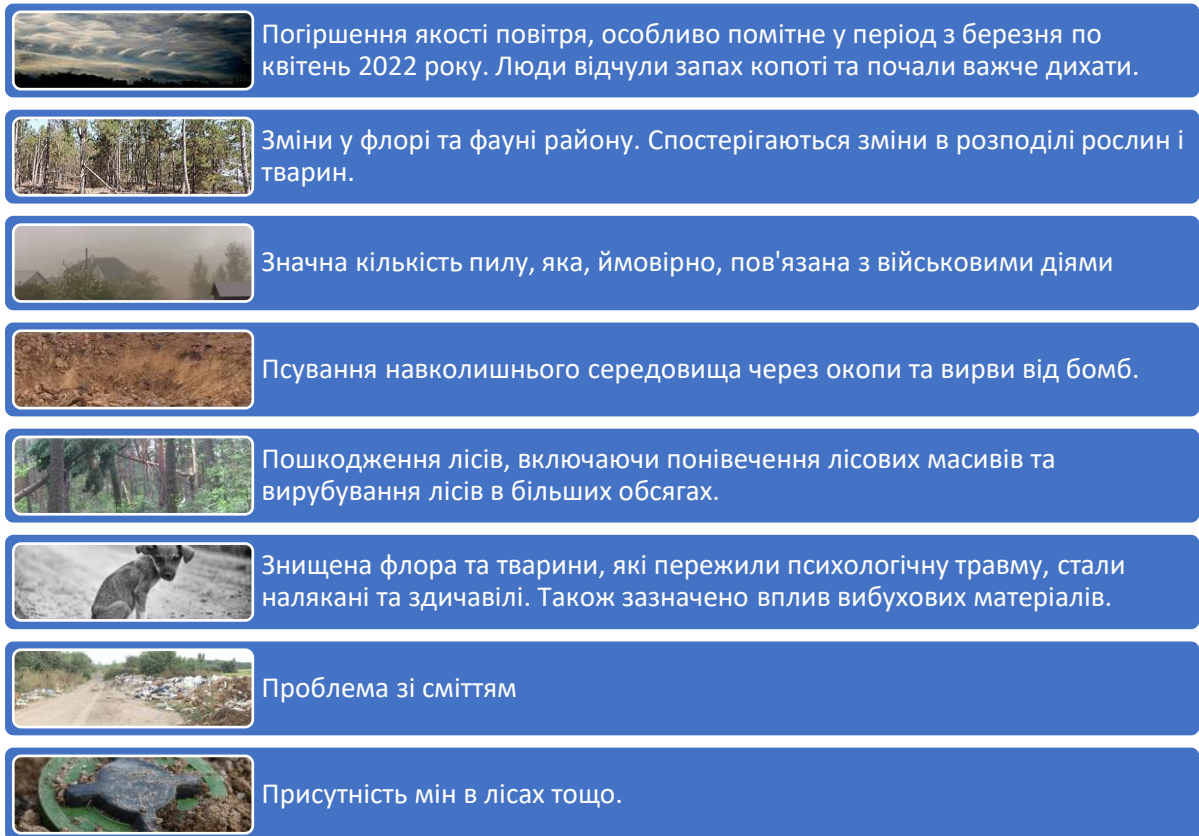 Погіршення якості повітря, особливо помітне у період з березня по
квітень 2022 року. Люди відчули запах копоті та почали важче дихати.
Зміни у флорі та фауні району. Спостерігаються зміни в розподілі рослин і
тварин.
Значна кількість пилу, яка, ймовірно, пов'язана з військовими діями
Псування навколишнього середовища через окопи та вирви від бомб.
Пошкодження лісів, включаючи понівечення лісових масивів та
вирубування лісів в більших обсягах.
Знищена флора та тварини, які пережили психологічну травму, стали
налякані та здичавілі. Також зазначено вплив вибухових матеріалів.
Проблема зі сміттям
Присутність мін в лісах тощо.